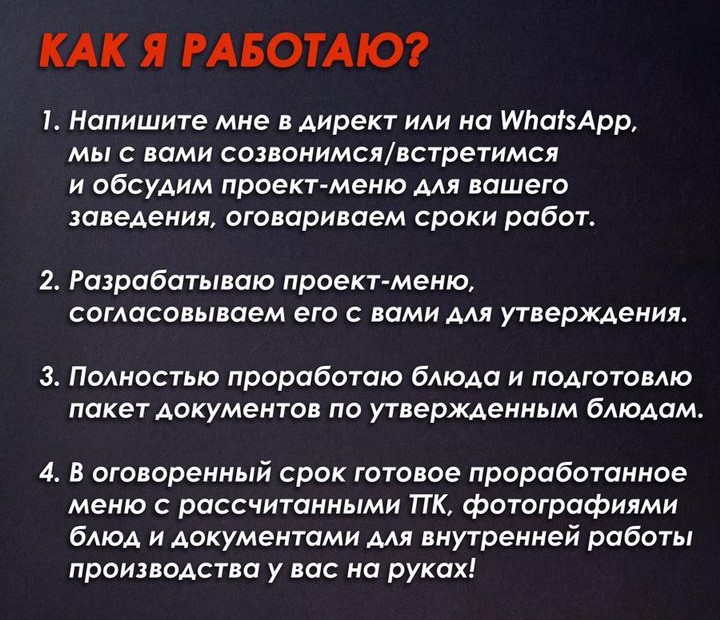 КАК Я РАБОТАЮ?
1. Напишите мне в директ или на WhatsApp,
мы с вами созвонимся/встретимся
и обсудим проект-меню для вашего
заведения, оговариваем сроки работ.
2. Разрабатываю проект-меню,
согласовываем его с вами для утверждения.
3. Полностью проработаю блюда и подготовлю
пакет документов по утвержденным блюдам.
4. В оговоренный срок готовое проработанное
меню с рассчитанными ТТК, фотографиями
блюд и документами для внутренней работы
производства у вас на руках!